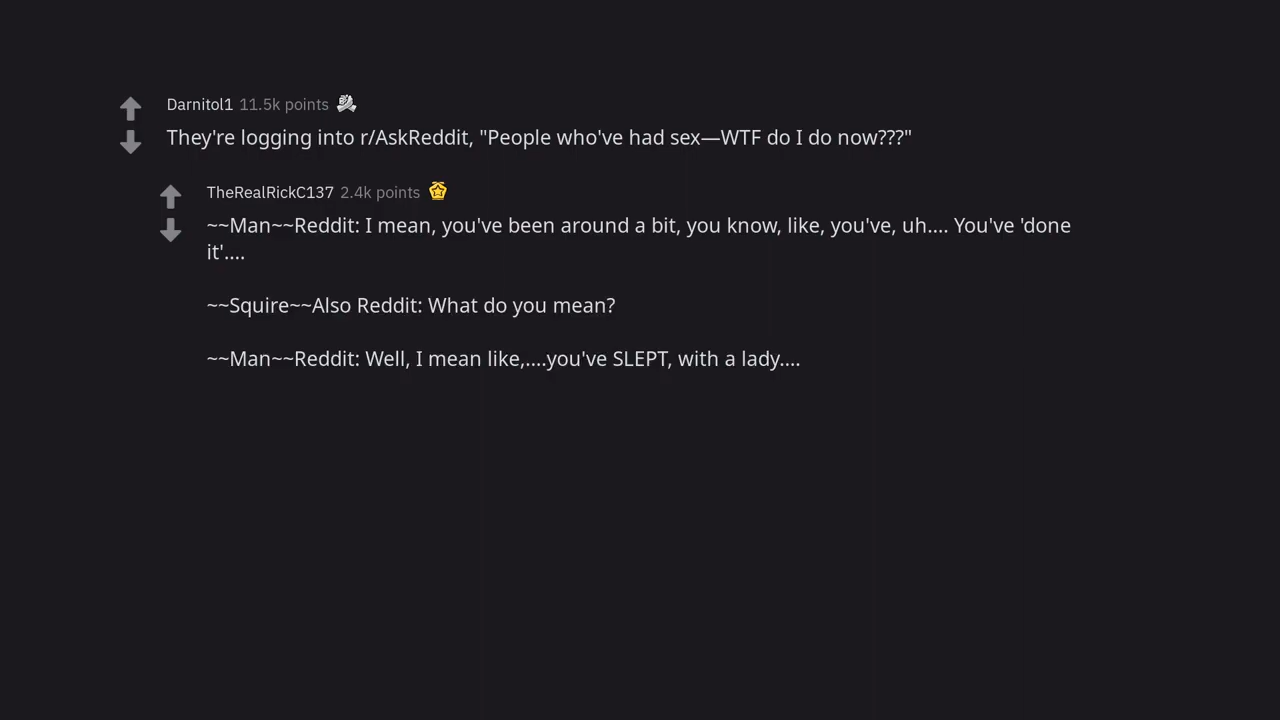 Darnitol1 11.5k points
They're logging into r/AskReddit, "People who've had sex—WTF do I do now???"
TheRealRickC137 2.4k points
~~Man~~Reddit: I mean, you've been around a bit, you know, like, you've, uh.... You've 'done
it'....
~~Squire~~Also Reddit: What do you mean?
~~Man~~Reddit: Well, I mean like,....you've SLEPT, with a lady....